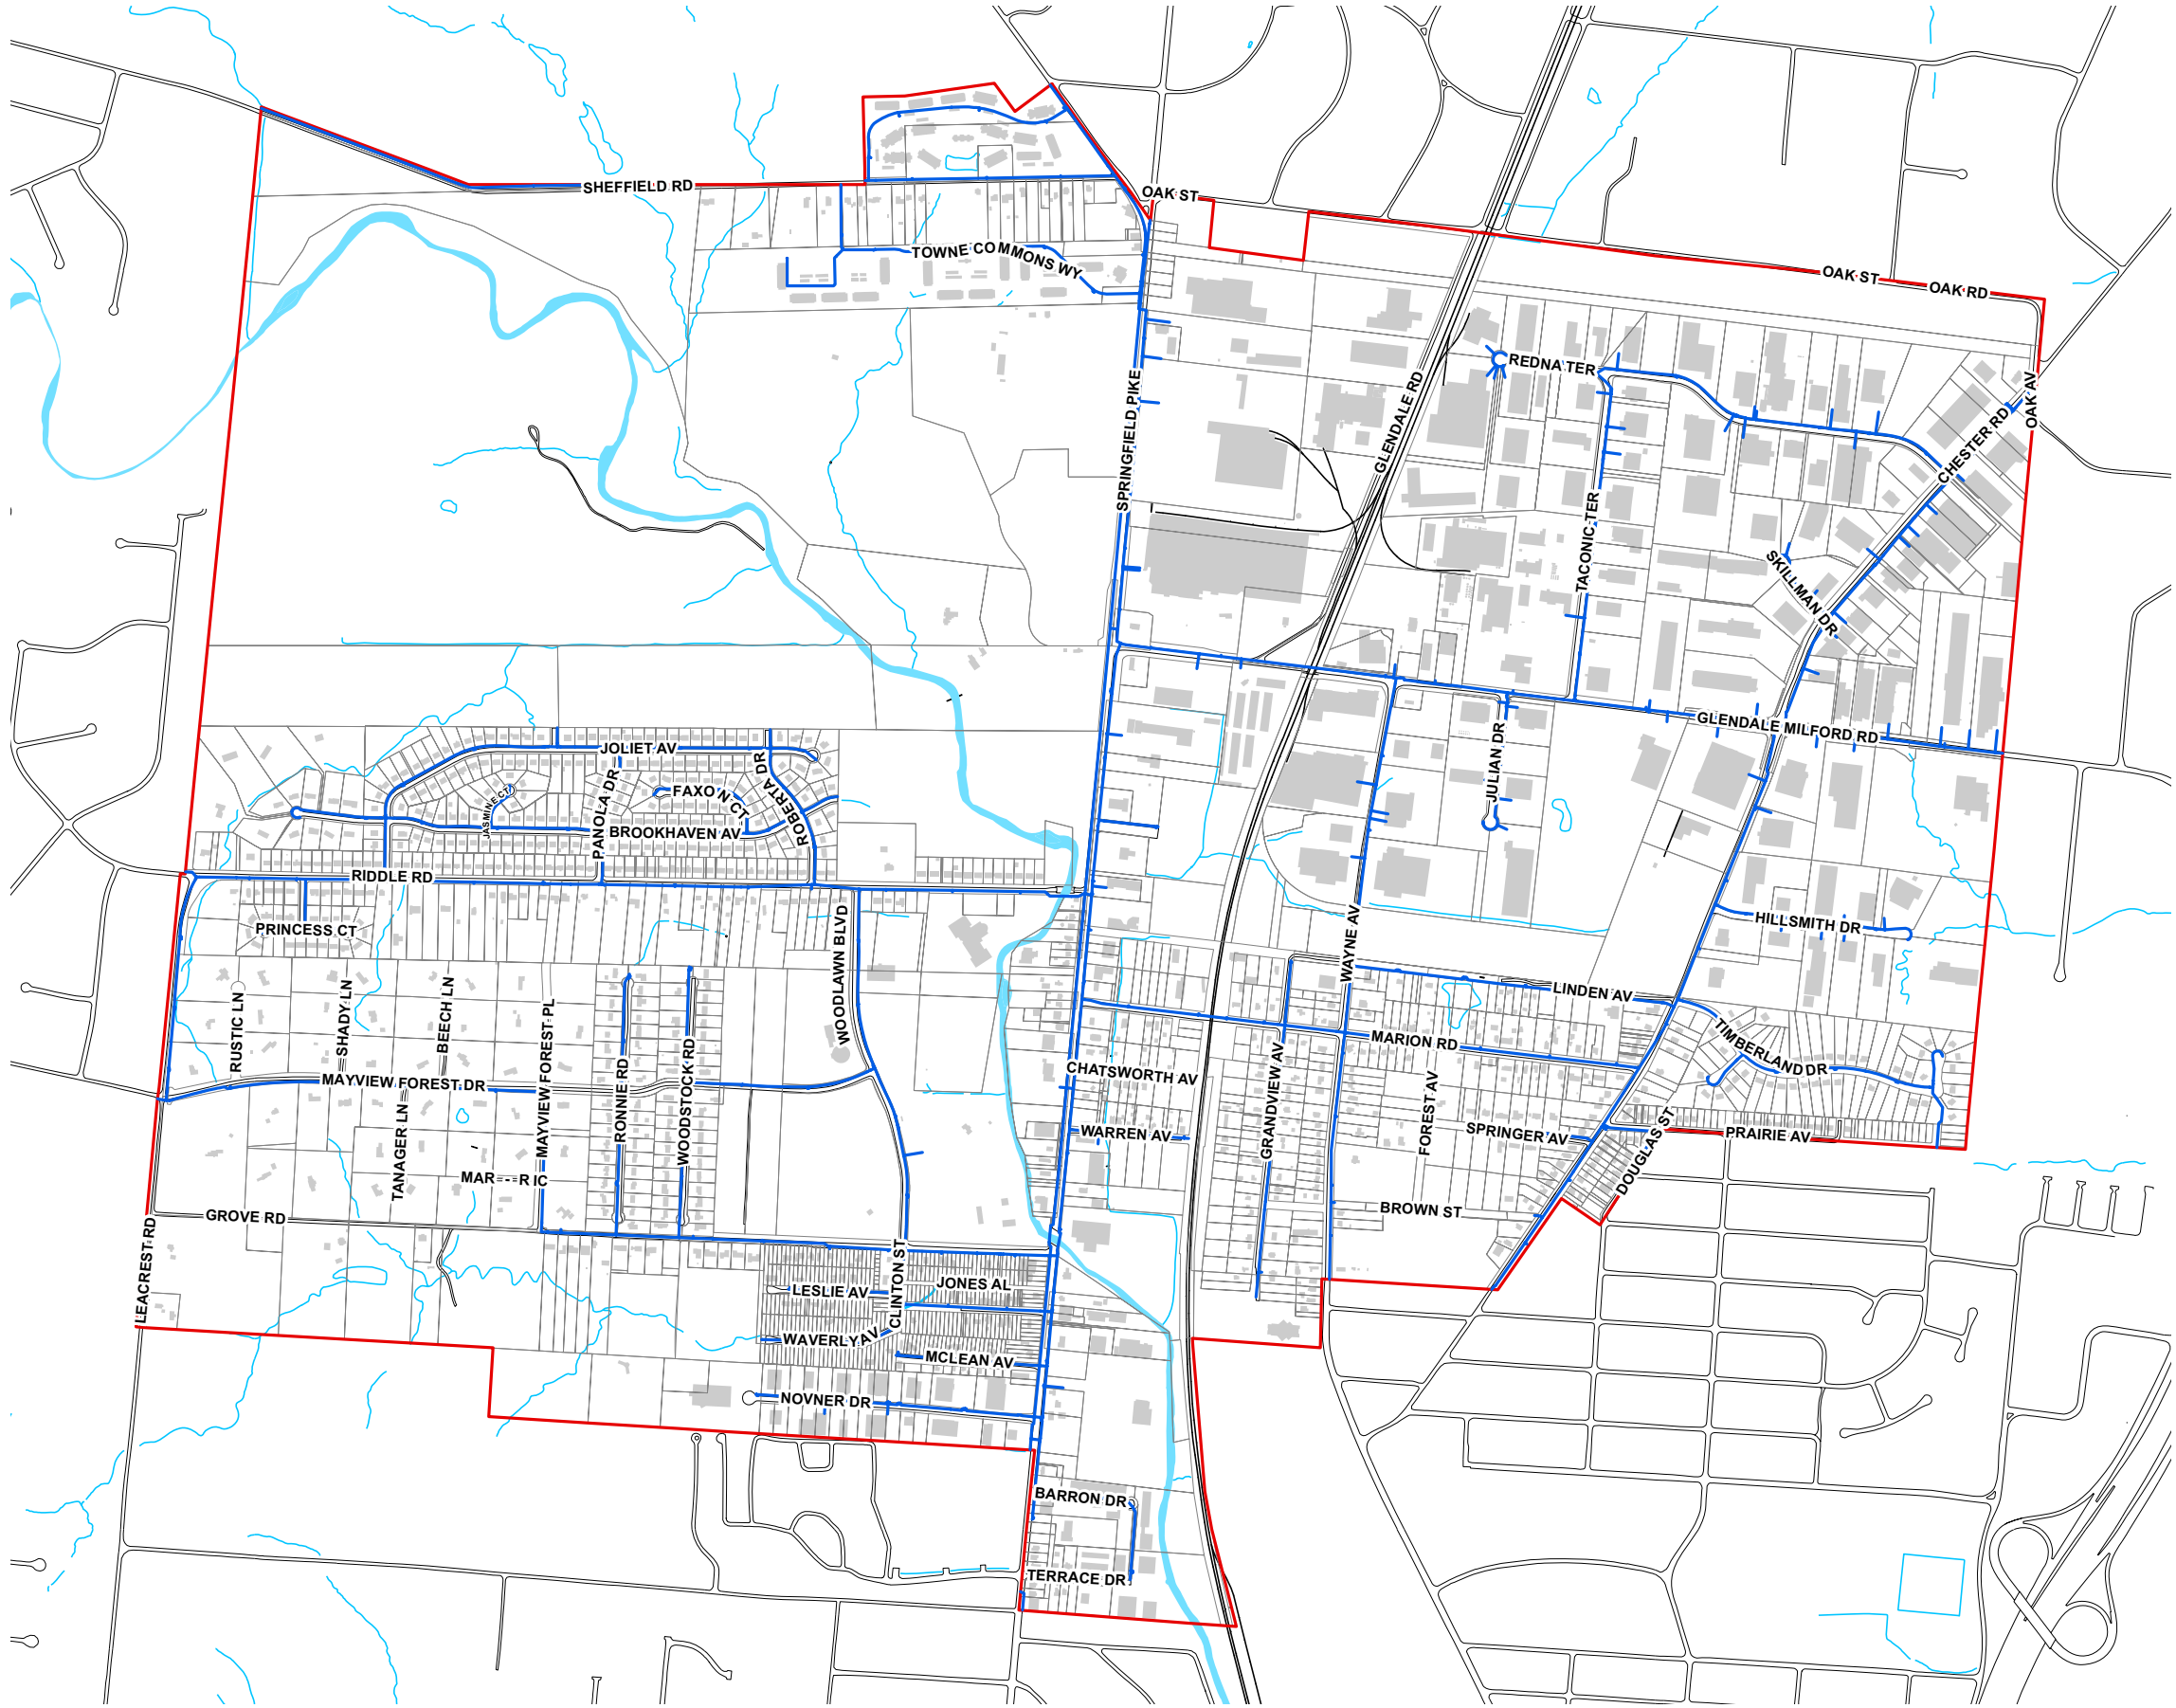 SHEFFIELD RD
OAK ST
TOWNE COMMONS WY
OAK ST
OAK RD
SPRINGFIELD PIKE
GLENDALE RD
REDNA TER
OAK AV
CHESTER RD
TACONIC TER
SKILLMAN DR
GLENDALE MILFORD RD
JULIAN DR
JOLIET AV
PANOLA DR
FAXON CT
ROBERTA DR
JASMINE CT
BROOKHAVEN AV
RIDDLE RD
PRINCESS CT
WOODLAWN BLVD
WAYNE AV
HILLSMITH DR
LINDEN AV
RUSTIC LN
SHADY LN
BEECH LN
MAYVIEW FOREST PL
RONNIE RD
WOODSTOCK RD
MAYVIEW FOREST DR
MARION RD
TIMBERLAND DR
CHATSWORTH AV
GRANDVIEW AV
FOREST AV
WARREN AV
SPRINGER AV
DOUGLAS ST
PRAIRIE AV
TANAGER LN
MAR--RIC
BROWN ST
GROVE RD
LEACREST RD
LESLIE AV
CLINTON ST
JONES AL
WAVERLY AV
MCLEAN AV
NOVNER DR
BARRON DR
TERRACE DR